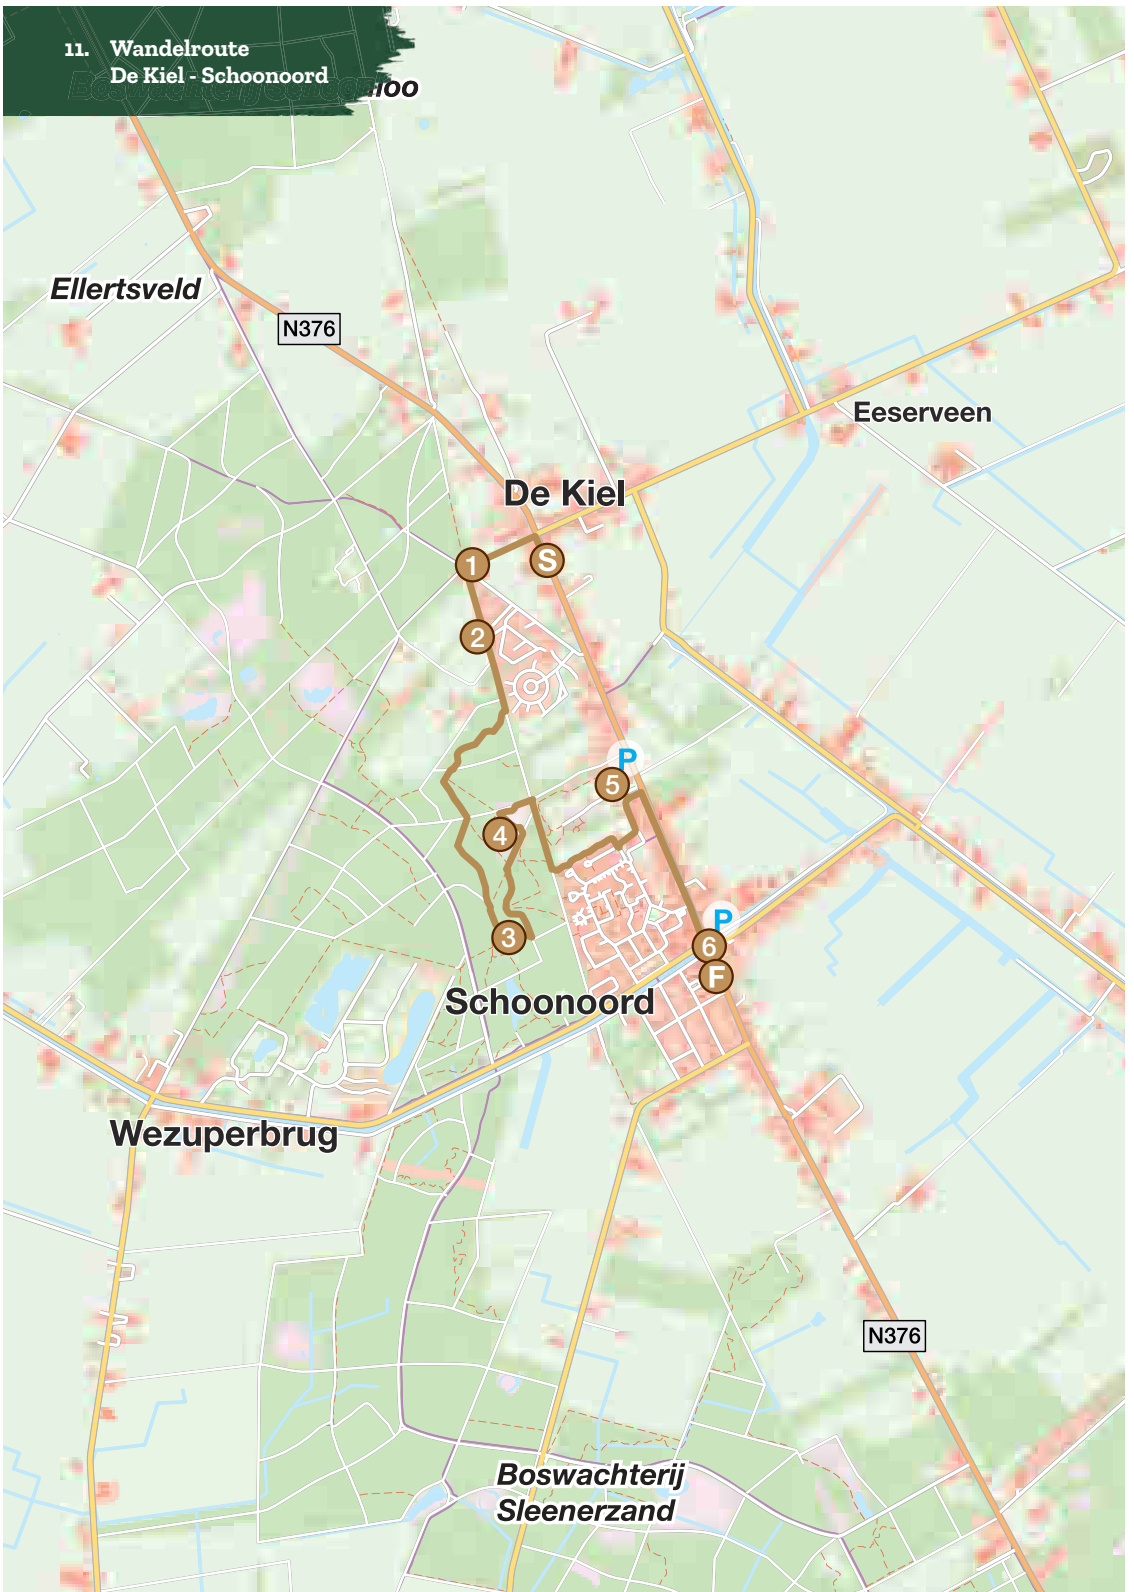 11. Wandelroute
De Kiel - Schoonoord
Ellertsveld
N376
Eeserveen
De Kiel
1
S
2
P
5
4
P
6
3
F
Schoonoord
Wezuperbrug
N376
Boswachterij
Sleenerzand